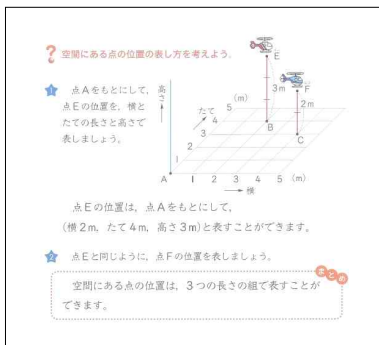 ? 空間にある点の位置の表し方を考えよう。
1 点Aをもとにして、
点Eの位置を、横と
たての長さと高さで
表しましょう。
高さ
たて
5 (m)
4
3
2
1
A
1 2 3 4 5 (m)
横
E
3m
B
F
2m
C
点Eの位置は、点Aをもとにして、
(横2m, たて4m, 高さ3m)と表すことができます。
2 点Eと同じように、点Fの位置を表しましょう。
まとめ
空間にある点の位置は、3つの長さの組で表すことが
できます。